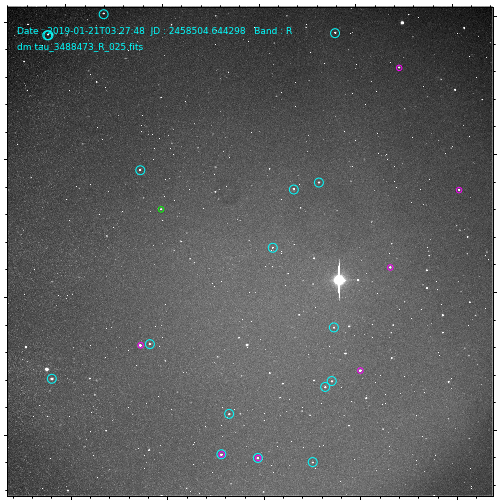 Date : 2019-01-21T03:27:48 JD : 2458504.644298 Band : R
dm tau_3488473_R_025.fits